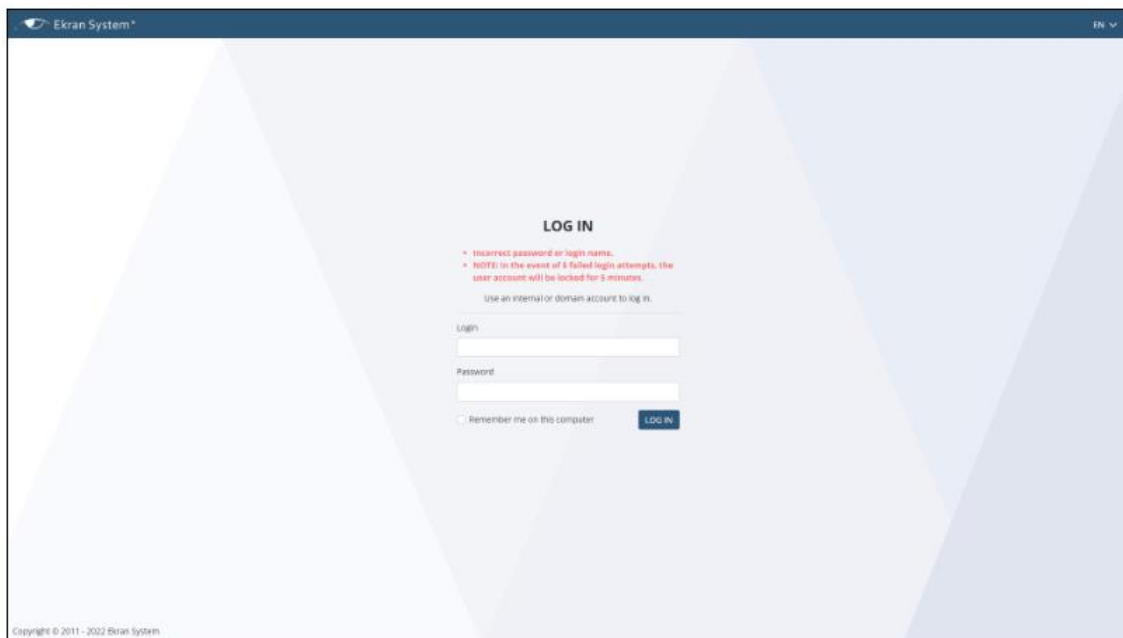 Ekran System®
EN
LOG IN
• Incorrect password or login name.
• NOTE: In the event of 5 failed login attempts, the
user account will be locked for 5 minutes.
Use an internal or domain account to log in.
Login
Password
Remember me on this computer
LOG IN
Copyright © 2011 - 2022 Ekran System